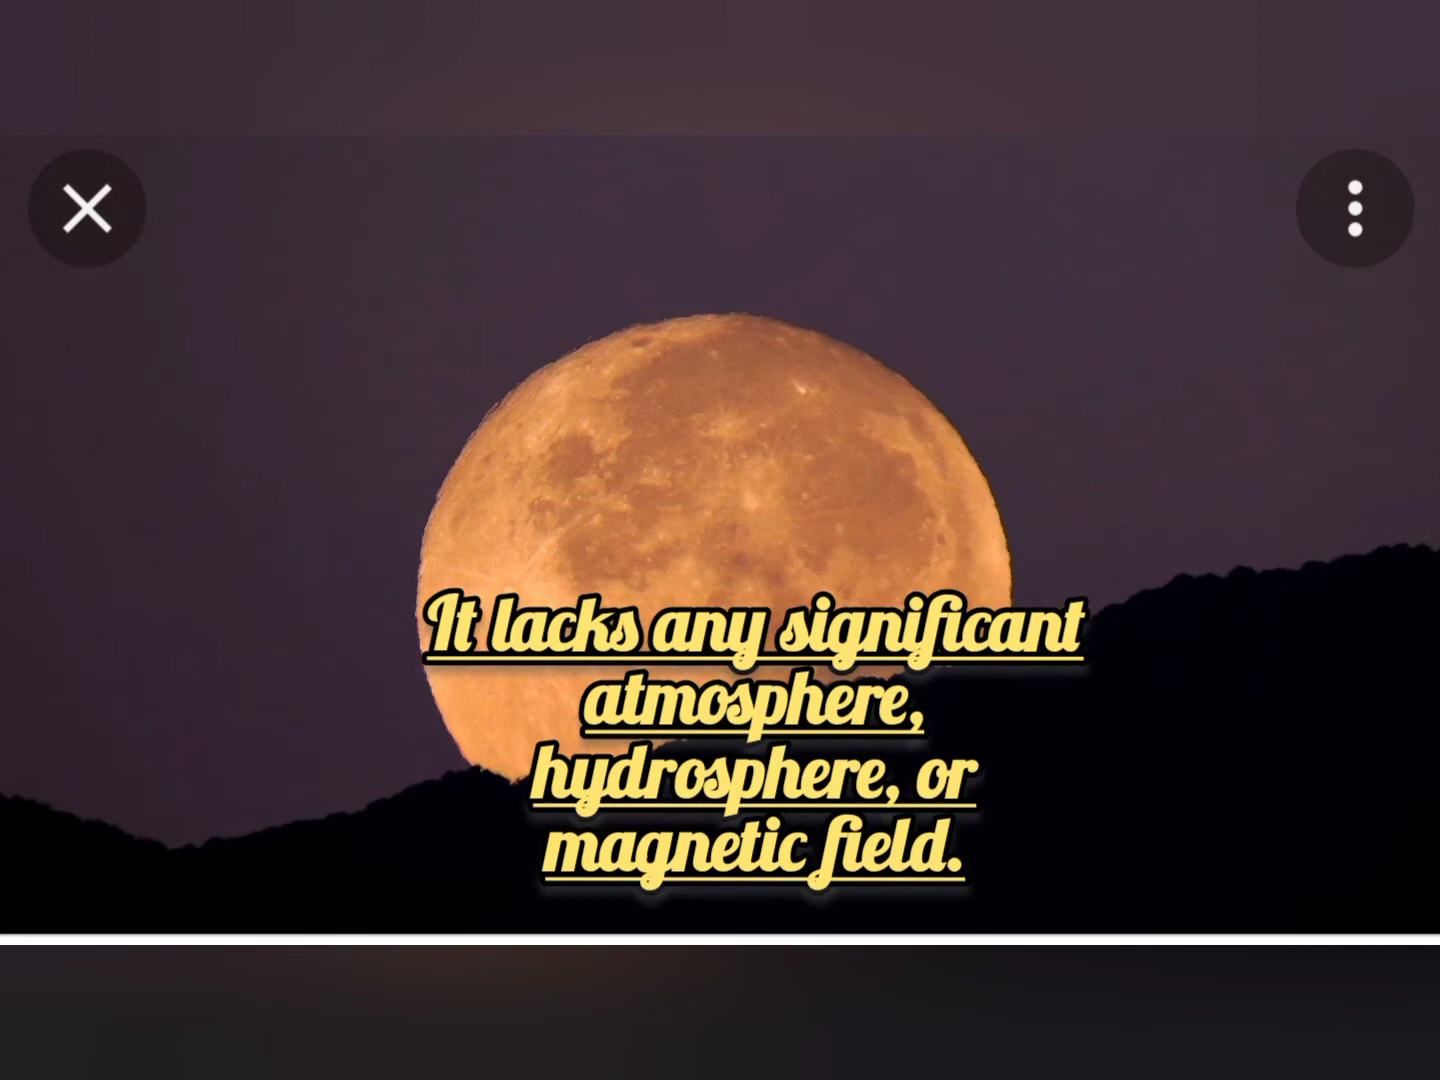 It lacks any significant
atmosphere,
hydrosphere, or
magnetic field.